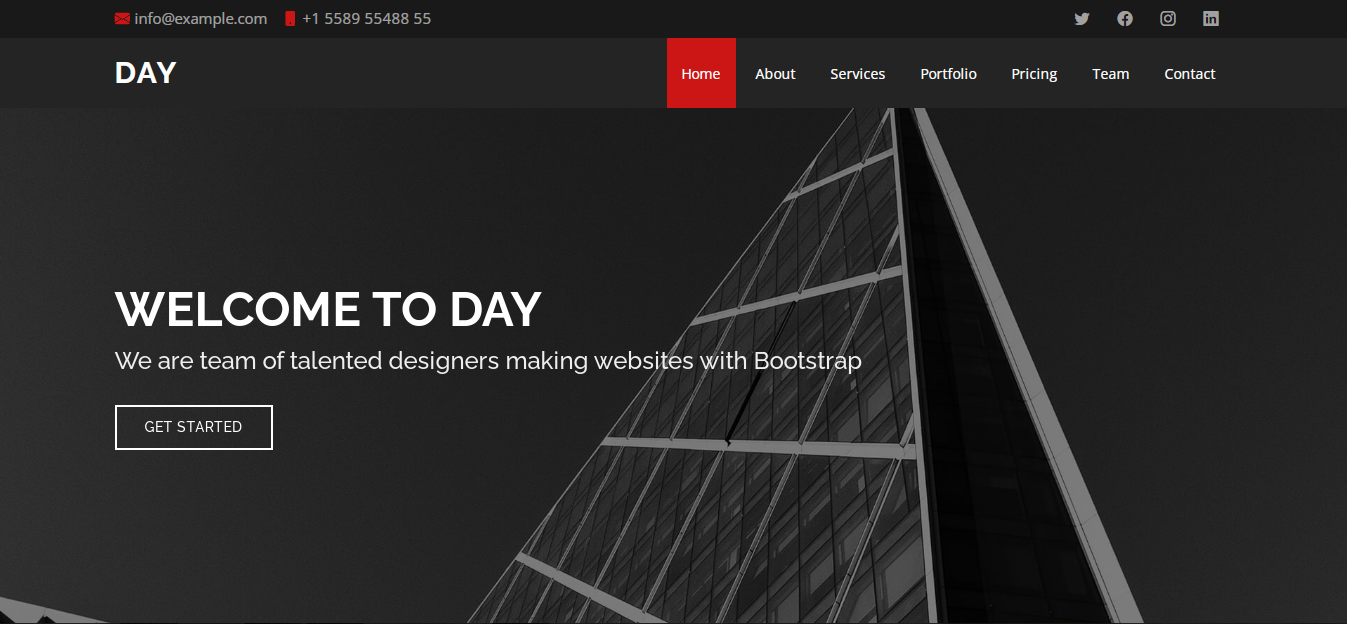 info@example.com +1 5589 55488 55
DAY
Home About Services Portfolio Pricing Team Contact
WELCOME TO DAY
We are team of talented designers making websites with Bootstrap
GET STARTED